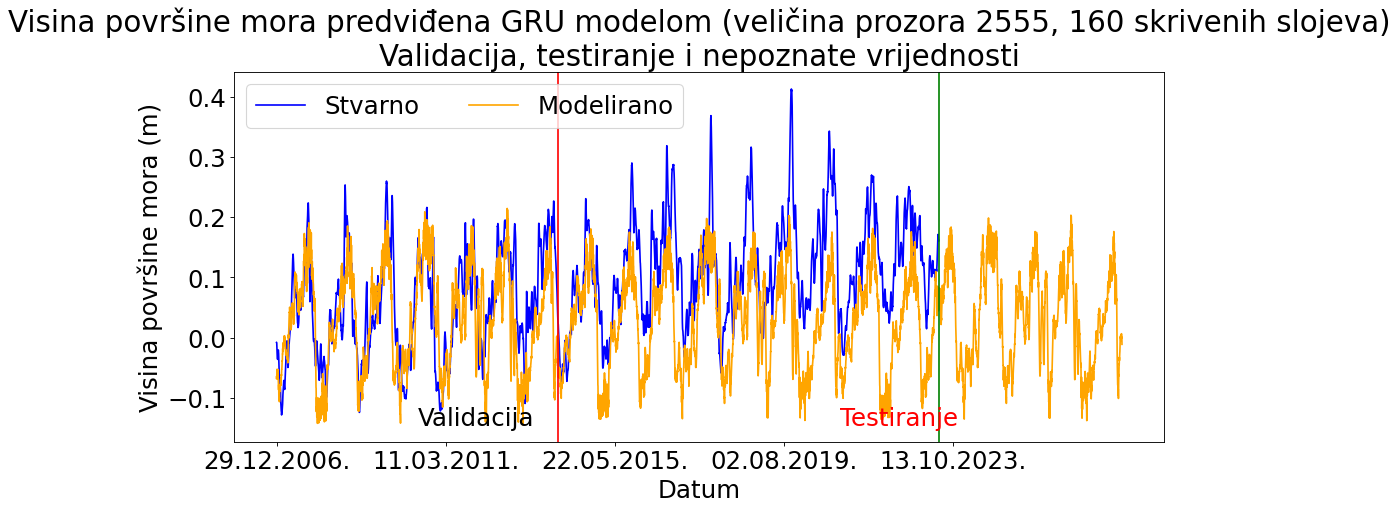 Visina površine mora predviđena GRU modelom (veličina prozora 2555, 160 skrivenih slojeva)
Validacija, testiranje i nepoznate vrijednosti
Stvarno
Modelirano
Visina površine mora (m)
0.4
0.3
0.2
0.1
0.0
−0.1
Validacija
Testiranje
29.12.2006.
11.03.2011.
22.05.2015.
02.08.2019.
13.10.2023.
Datum